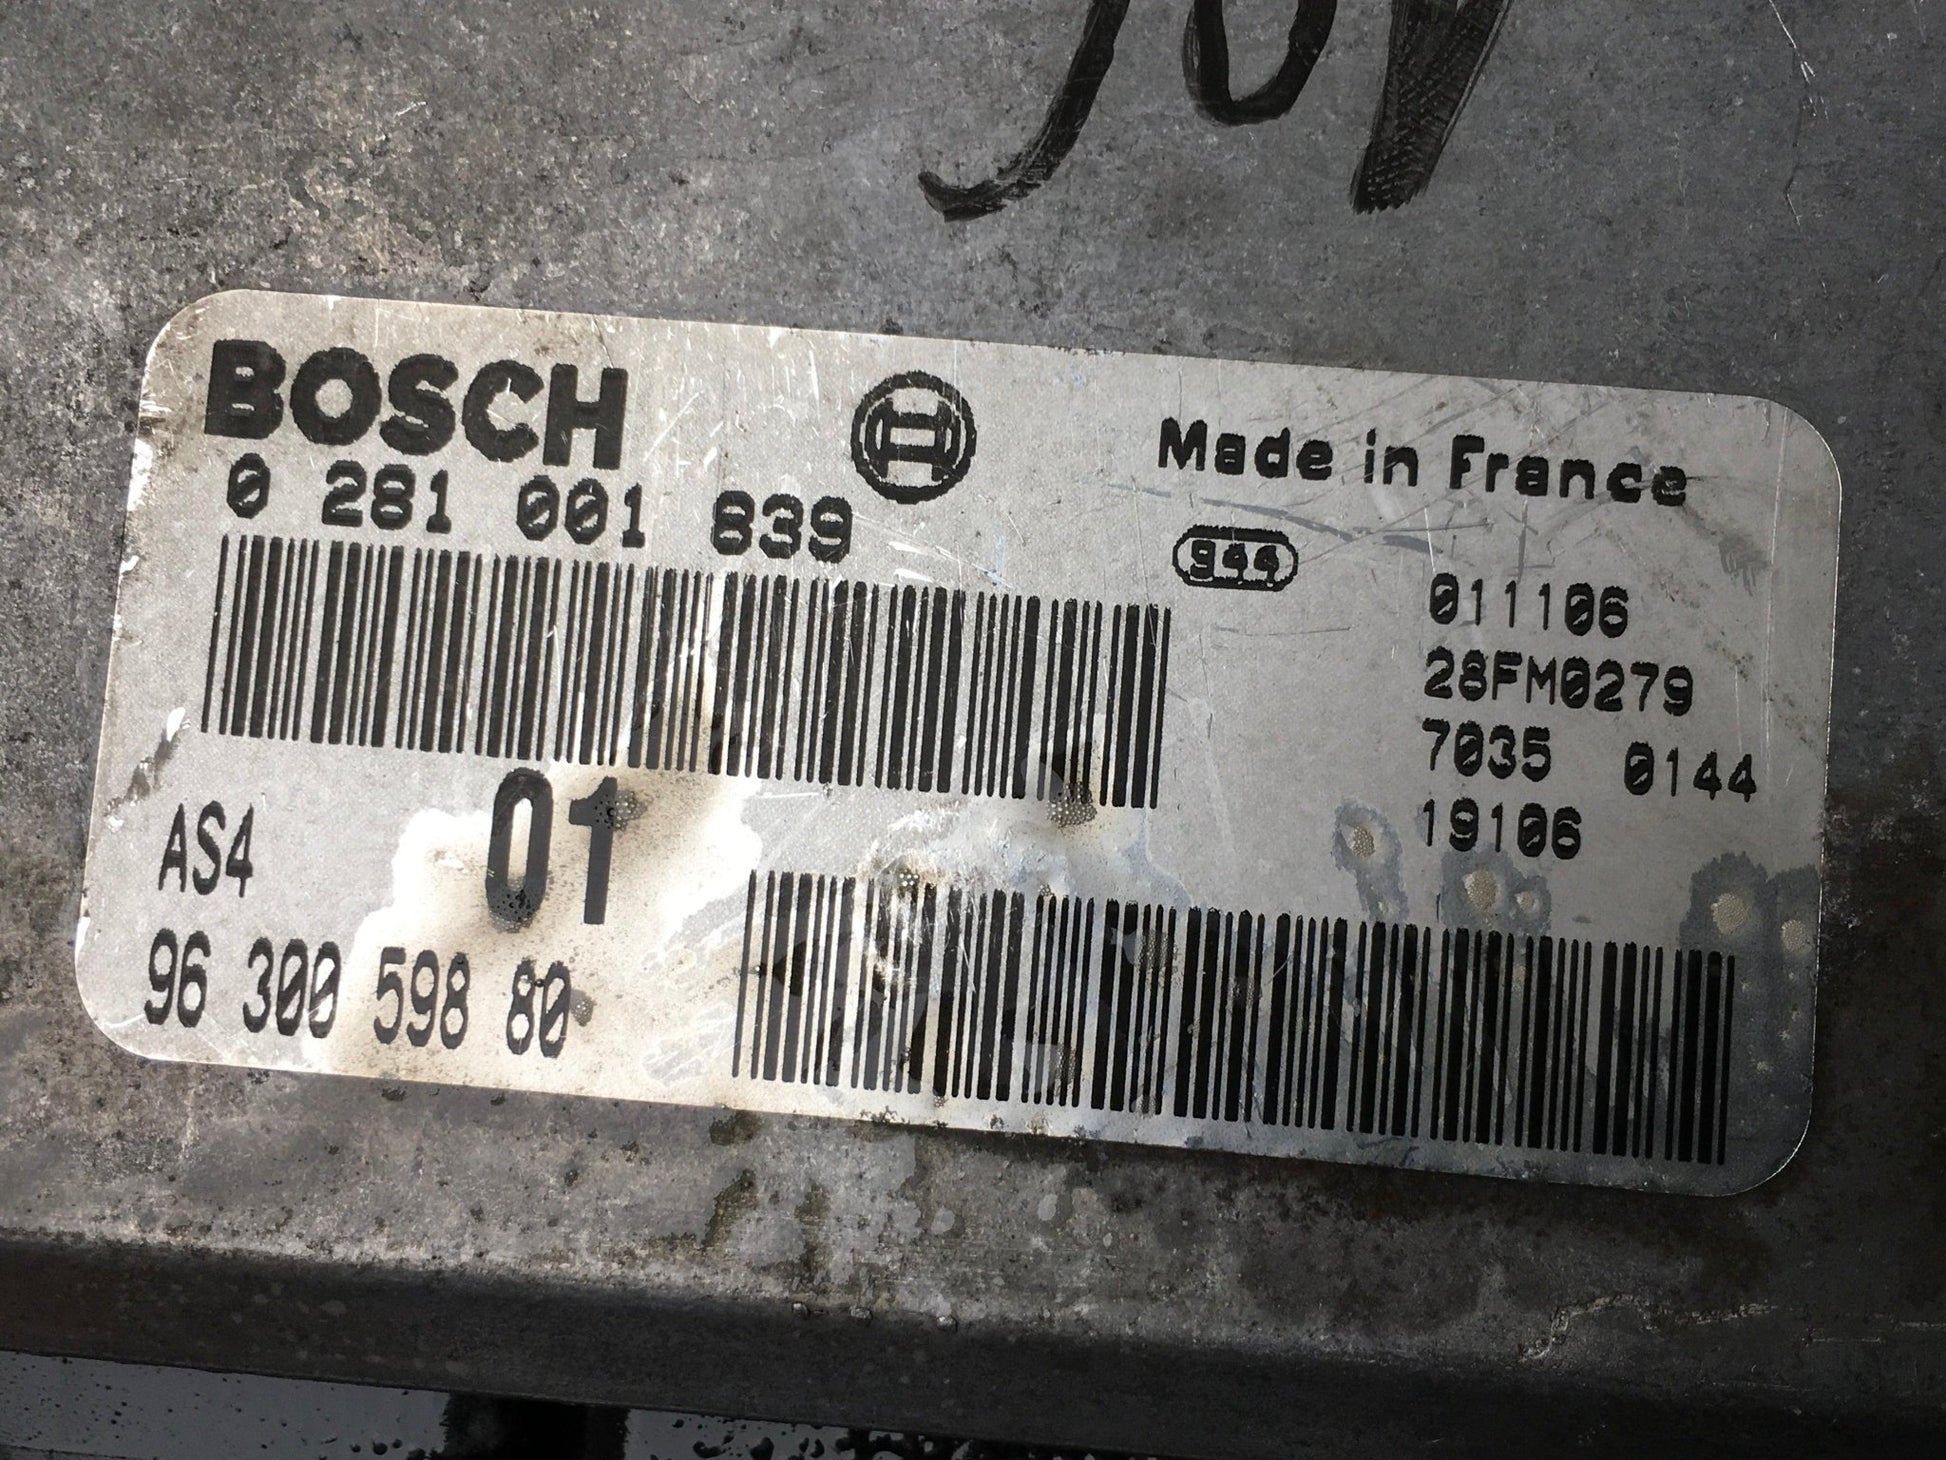 BOSCH
Made in France
0 281 001 839
944
011106
28FM0279
7035 0144
19106
AS4 01
96 300 598 80